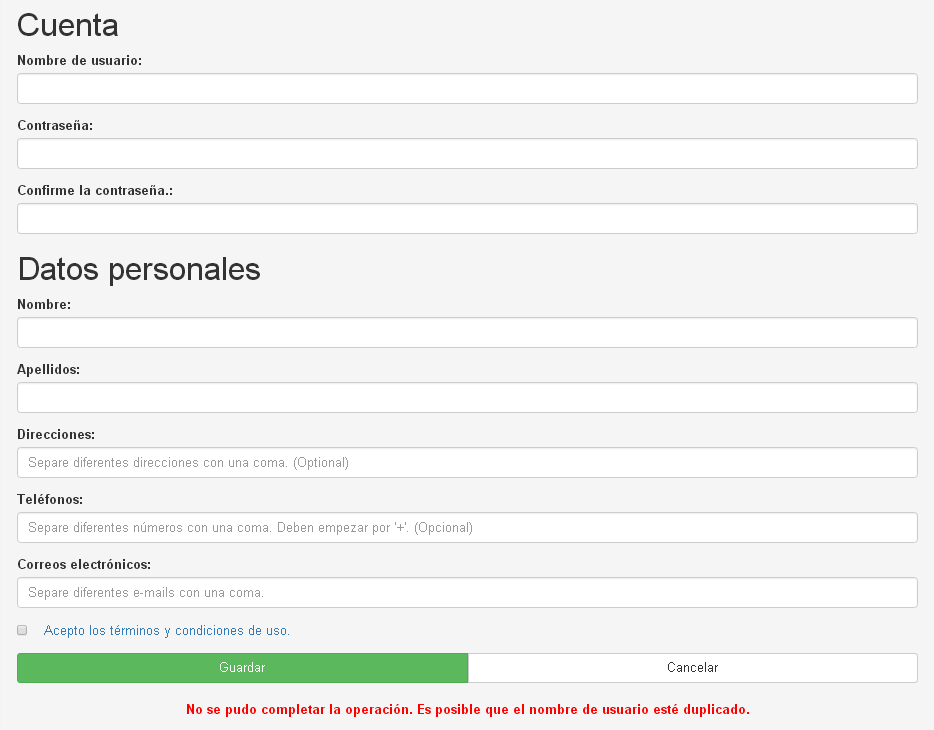 Cuenta
Nombre de usuario:
Contraseña:
Confirme la contraseña.:
Datos personales
Nombre:
Apellidos:
Direcciones:
Separe diferentes direcciones con una coma. (Optional)
Teléfonos:
Separe diferentes números con una coma. Deben empezar por '+'. (Opcional)
Correos electrónicos:
Separe diferentes e-mails con una coma.
Acepto los términos y condiciones de uso.
Guardar Cancelar
No se pudo completar la operación. Es posible que el nombre de usuario esté duplicado.